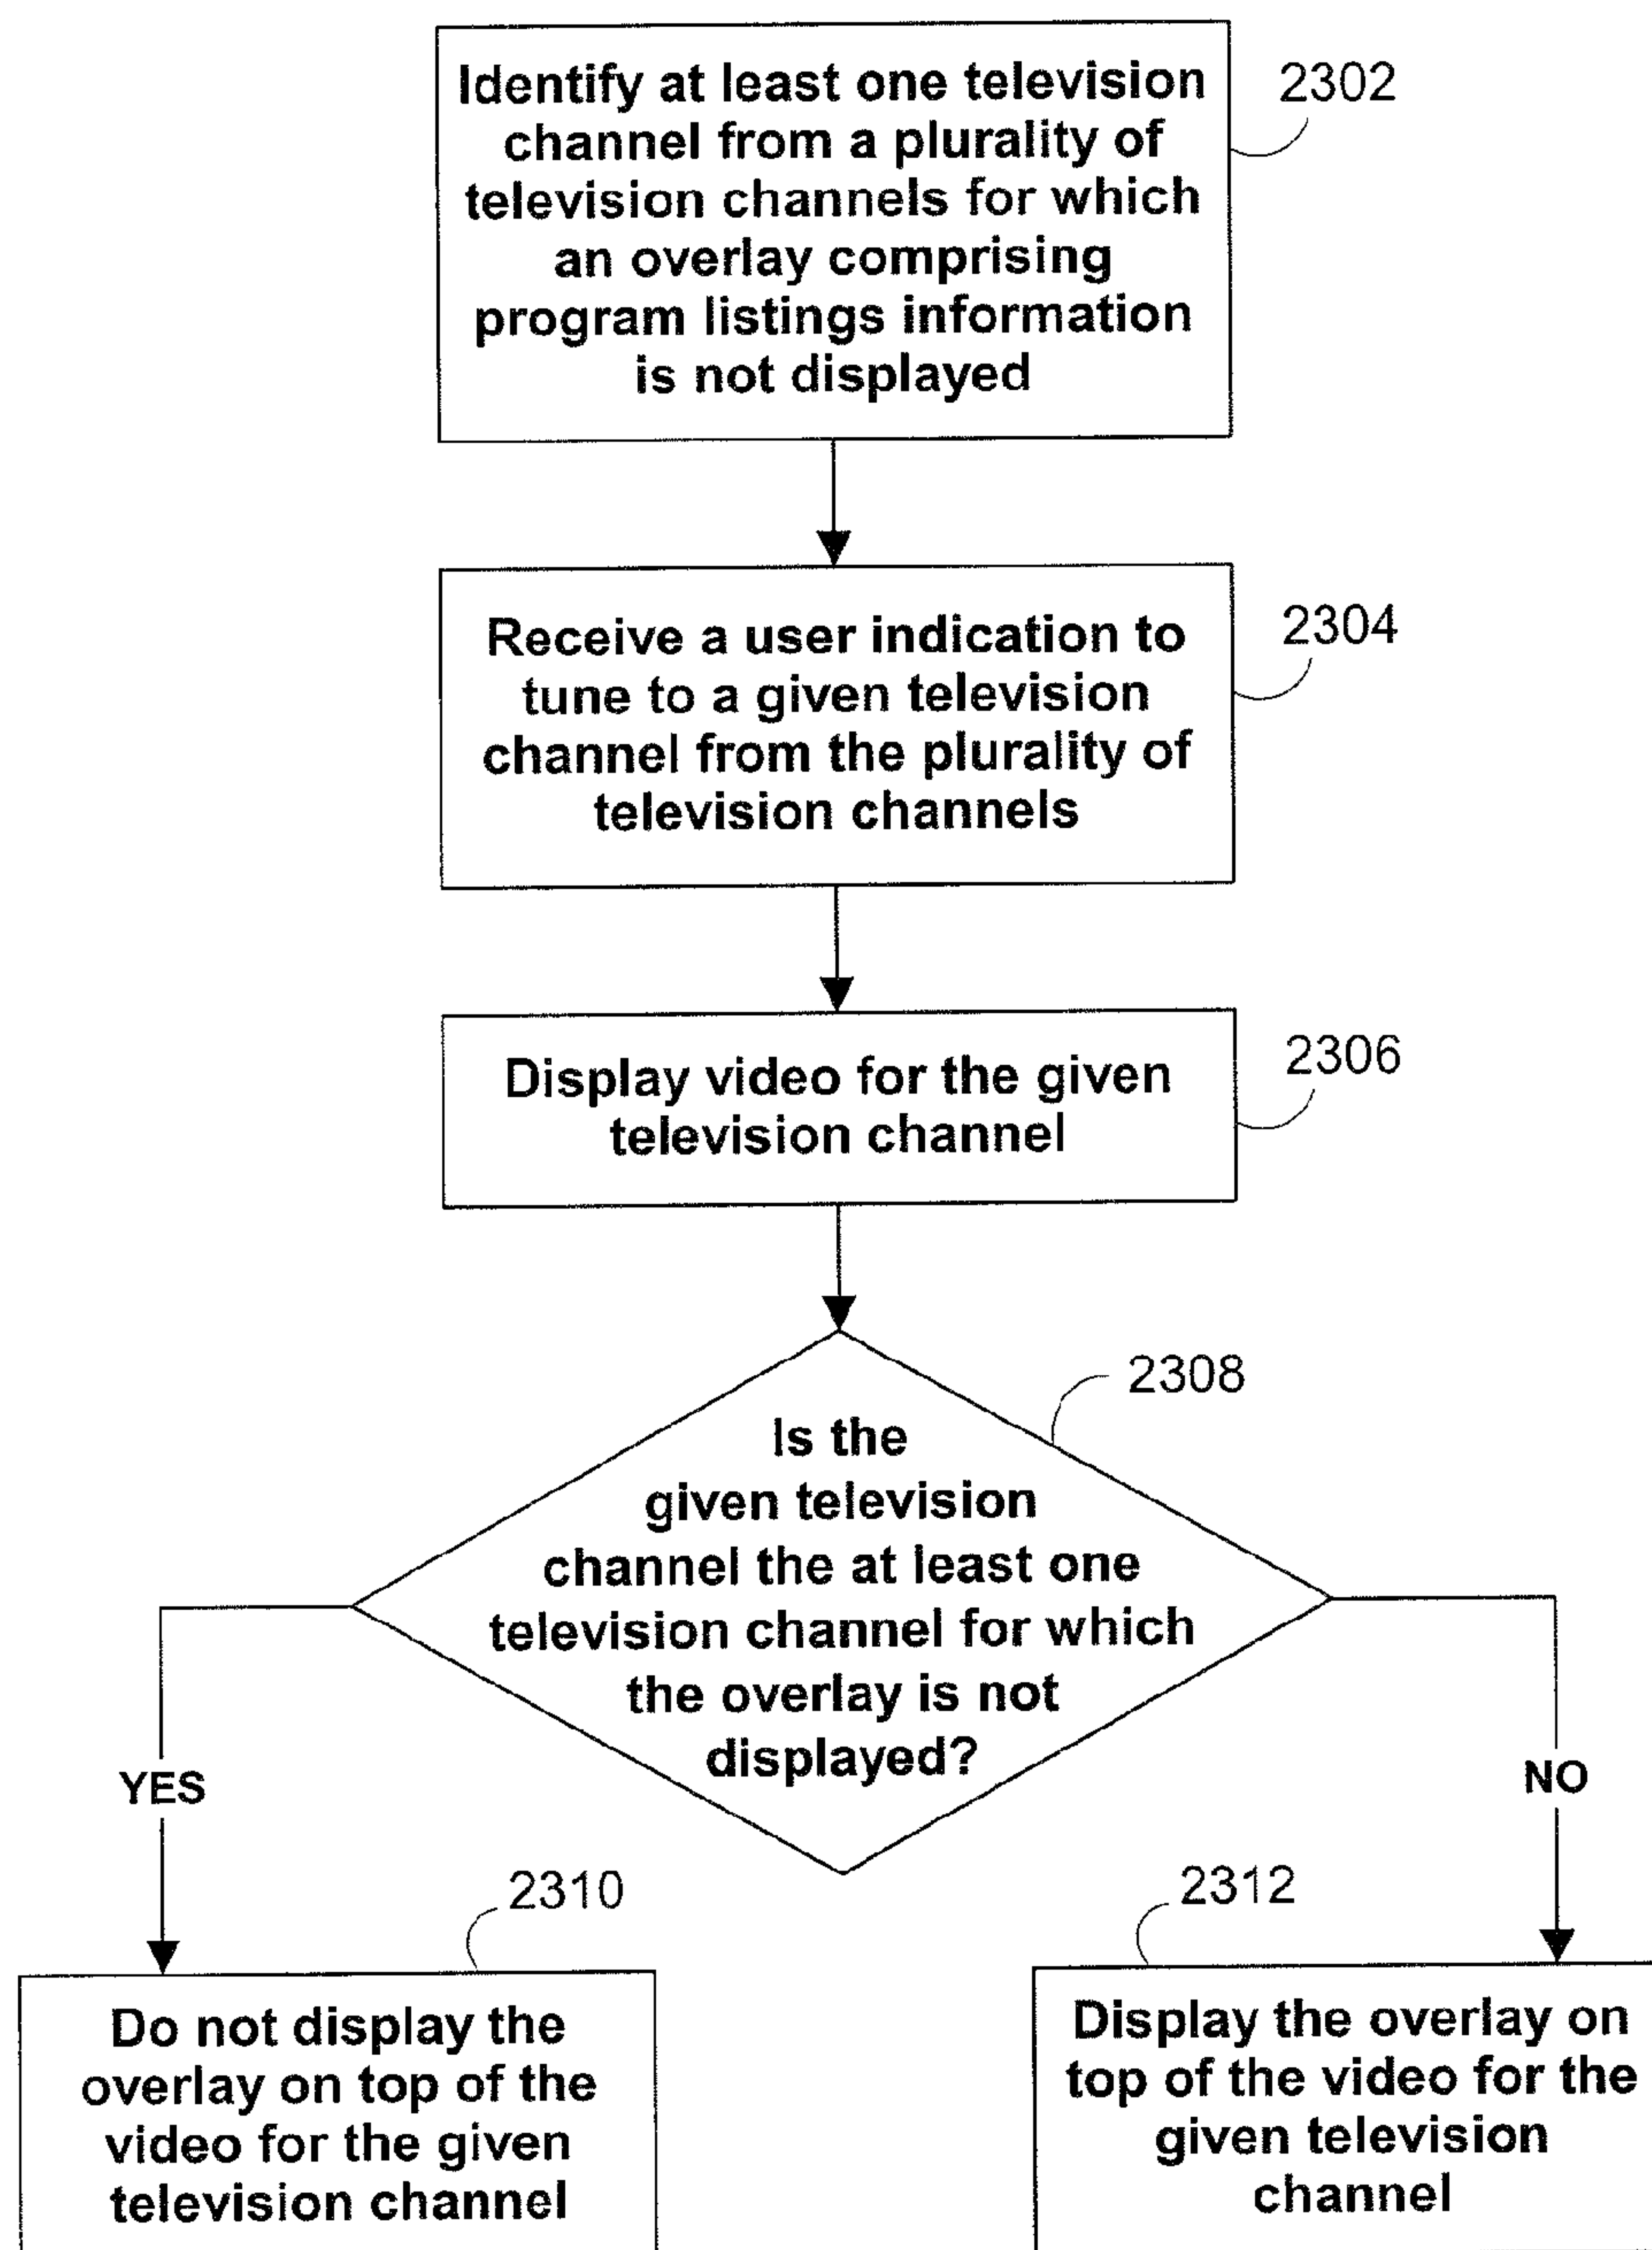 Identify at least one television
channel from a plurality of
television channels for which
an overlay comprising
program listings information
is not displayed
2302
Receive a user indication to
tune to a given television
channel from the plurality of
television channels
2304
Display video for the given
television channel
2306
Is the
given television
channel the at least one
television channel for which
the overlay is not
displayed?
2308
YES
NO
2310
Do not display the
overlay on top of the
video for the given
television channel
2312
Display the overlay on
top of the video for the
given television
channel